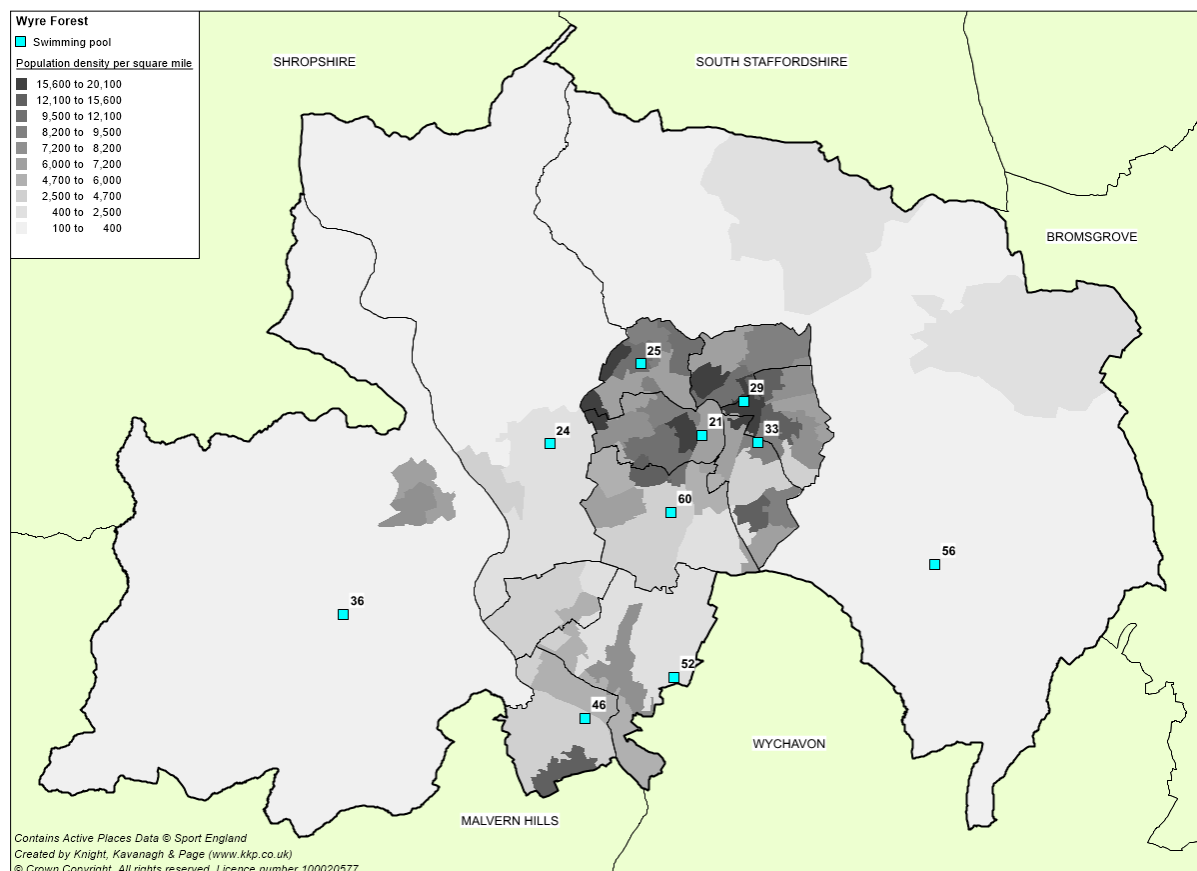 Wyre Forest
Swimming pool
Population density per square mile
15,600 to 20,100
12,100 to 15,600
9,500 to 12,100
8,200 to 9,500
7,200 to 8,200
6,000 to 7,200
4,700 to 6,000
2,500 to 4,700
400 to 2,500
100 to 400
SHROPSHIRE
SOUTH STAFFORDSHIRE
BROMSGROVE
25
29
21
33
24
60
56
36
52
46
WYCHAVON
MALVERN HILLS
Contains Active Places Data © Sport England
Created by Knight, Kavanagh & Page (www.kkp.co.uk)
© Crown Copyright. All rights reserved. Licence number 100020577